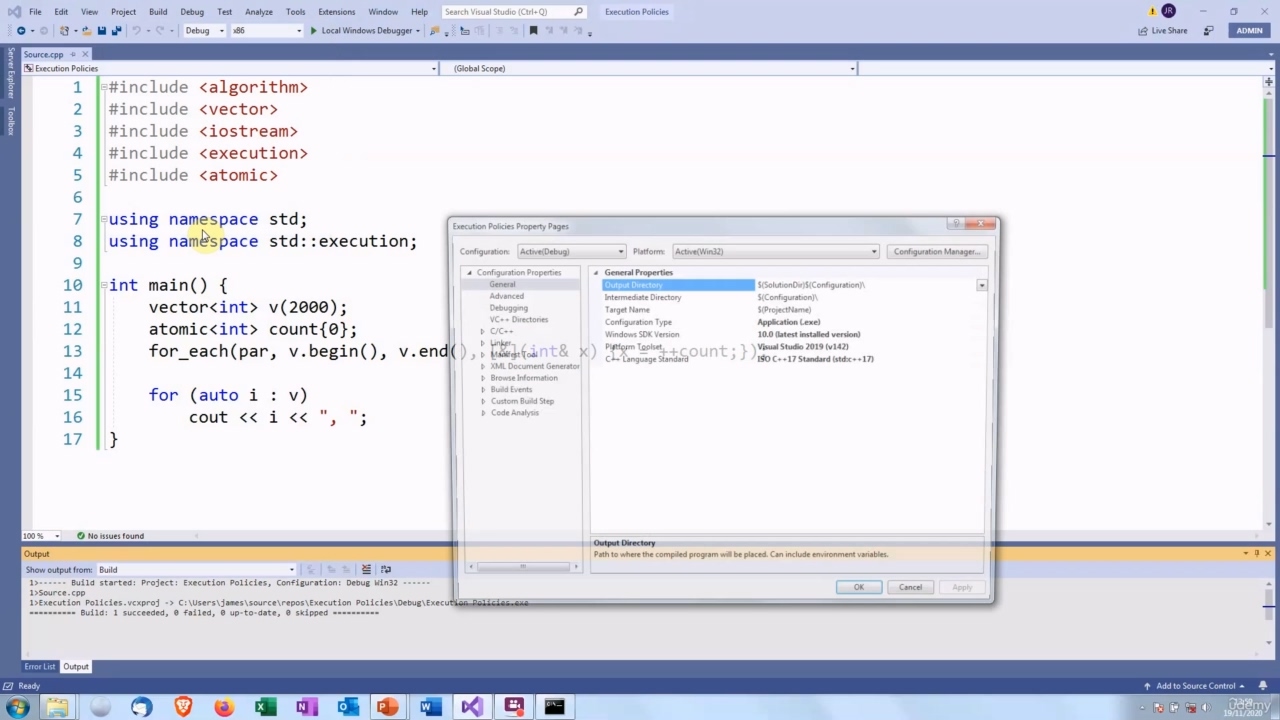 File Edit View Project Build Debug Test Analyze Tools Extensions Window Help Search Visual Studio (Ctrl+Q) Execution Policies JR
Debug x86 Local Windows Debugger Live Share ADMIN
Source.cpp
Execution Policies (Global Scope)
Server Explorer
Toolbox
1 #include <algorithm>
2 #include <vector>
3 #include <iostream>
4 #include <execution>
5 #include <atomic>
6
7 using namespace std;
8 using namespace std::execution;
9
10 int main() {
11 vector<int> v(2000);
12 atomic<int> count{0};
13 for_each(par, v.begin(), v.end(), [&](int& x) {x = ++count;});
14
15 for (auto i : v)
16 cout << i << ", ";
17 }
Execution Policies Property Pages
Configuration: Active(Debug) Platform: Active(Win32) Configuration Manager...
Configuration Properties
General
Advanced
Debugging
VC++ Directories
C/C++
Linker
Manifest Tool
XML Document Generator
Browse Information
Build Events
Custom Build Step
Code Analysis
General Properties
Output Directory $(SolutionDir)$(Configuration)\
Intermediate Directory $(Configuration)\
Target Name $(ProjectName)
Configuration Type Application (.exe)
Windows SDK Version 10.0 (latest installed version)
Platform Toolset Visual Studio 2019 (v142)
C++ Language Standard ISO C++17 Standard (std:c++17)
Output Directory
Path to where the compiled program will be placed. Can include environment variables.
OK Cancel Apply
100 % No issues found
Output
Show output from: Build
1>------ Build started: Project: Execution Policies, Configuration: Debug Win32 ------
1>Source.cpp
1>Execution Policies.vcxproj -> C:\Users\james\source\repos\Execution Policies\Debug\Execution Policies.exe
========== Build: 1 succeeded, 0 failed, 0 up-to-date, 0 skipped ==========
Error List Output
Ready Add to Source Control
19/11/2020
udemy